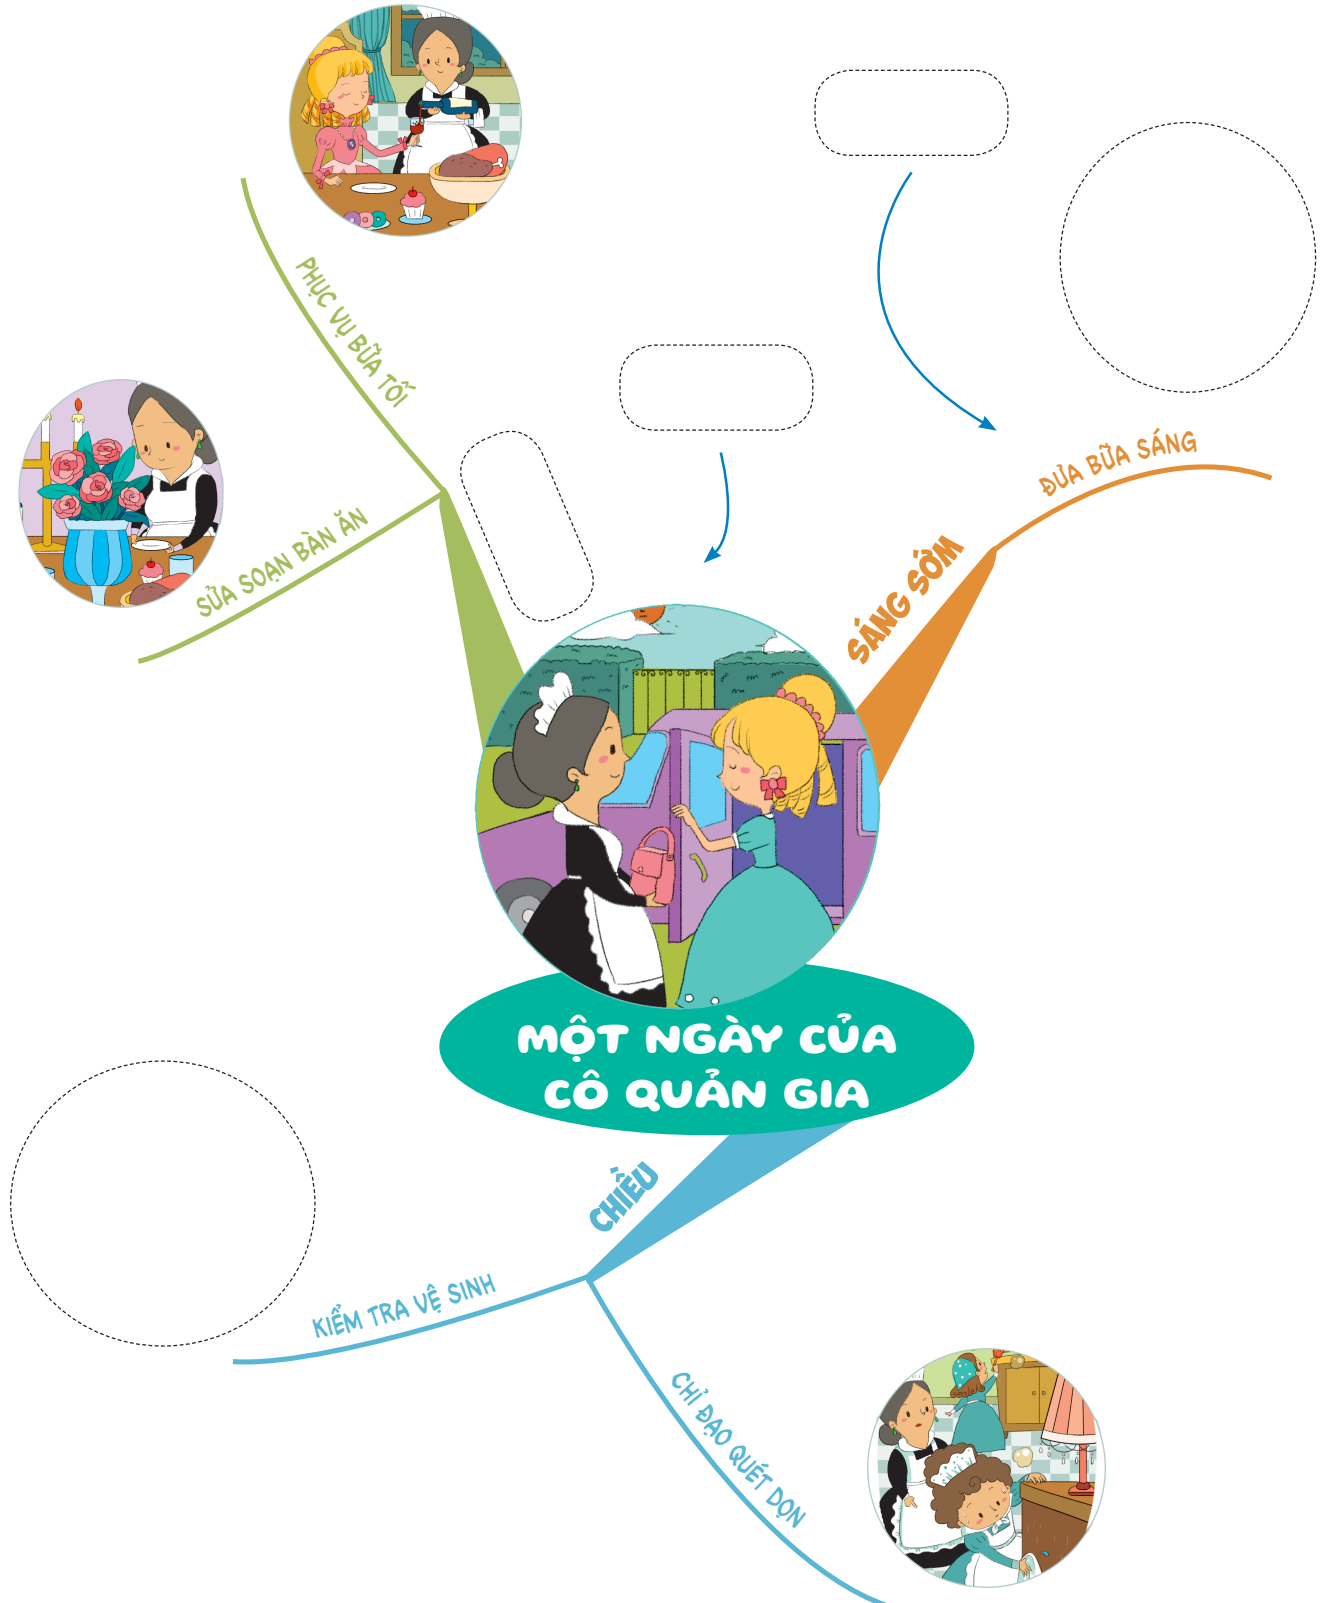 PHỤC VỤ BỮA TỐI
SỬA SOẠN BÀN ĂN
ĐƯA BỮA SÁNG
SÁNG SỚM
MỘT NGÀY CỦA
CÔ QUẢN GIA
CHIỀU
KIỂM TRA VỆ SINH
CHỈ ĐẠO QUÉT DỌN